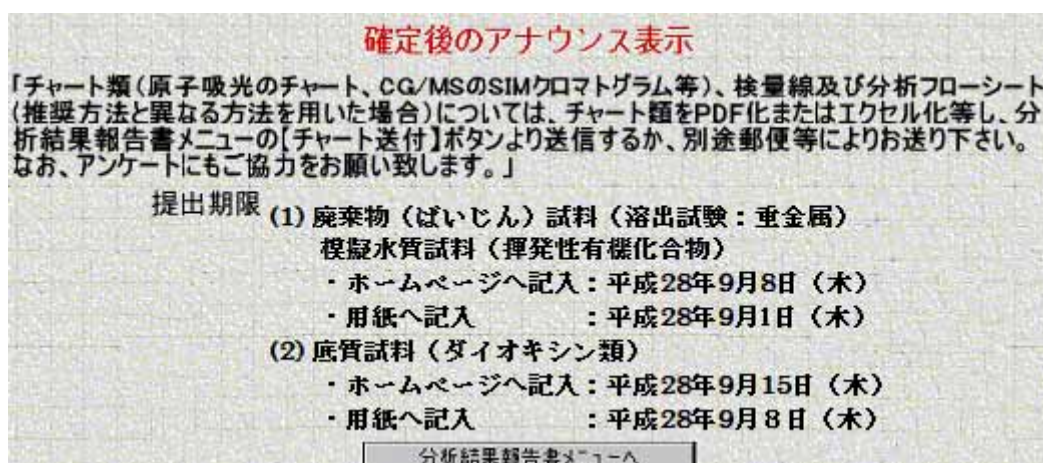 確定後のアナウンス表示
「チャート類(原子吸光のチャート、CG/MSのSIMクロマトグラム等)、検量線及び分析フローシート
(推奨方法と異なる方法を用いた場合)については、チャート類をPDF化またはエクセル化等し、分
析結果報告書メニューの【チャート送付】ボタンより送信するか、別途郵便等によりお送り下さい。
なお、アンケートにもご協力をお願い致します。」
提出期限
(1) 廃棄物（ばいじん）試料（溶出試験：重金属）
模擬水質試料（揮発性有機化合物）
・ホームページへ記入：平成28年9月8日（木）
・用紙へ記入　　　：平成28年9月1日（木）
(2) 底質試料（ダイオキシン類）
・ホームページへ記入：平成28年9月15日（木）
・用紙へ記入　　　：平成28年9月8日（木）
分析結果報告書メニューへ